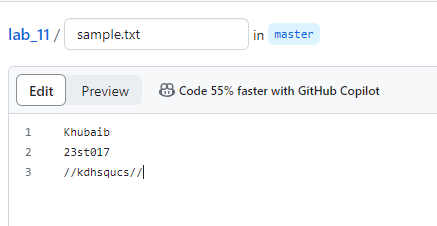 lab_11 / sample.txt in master
Edit Preview Code 55% faster with GitHub Copilot
1 Khubaib
2 23st017
3 //kdhsqucs//